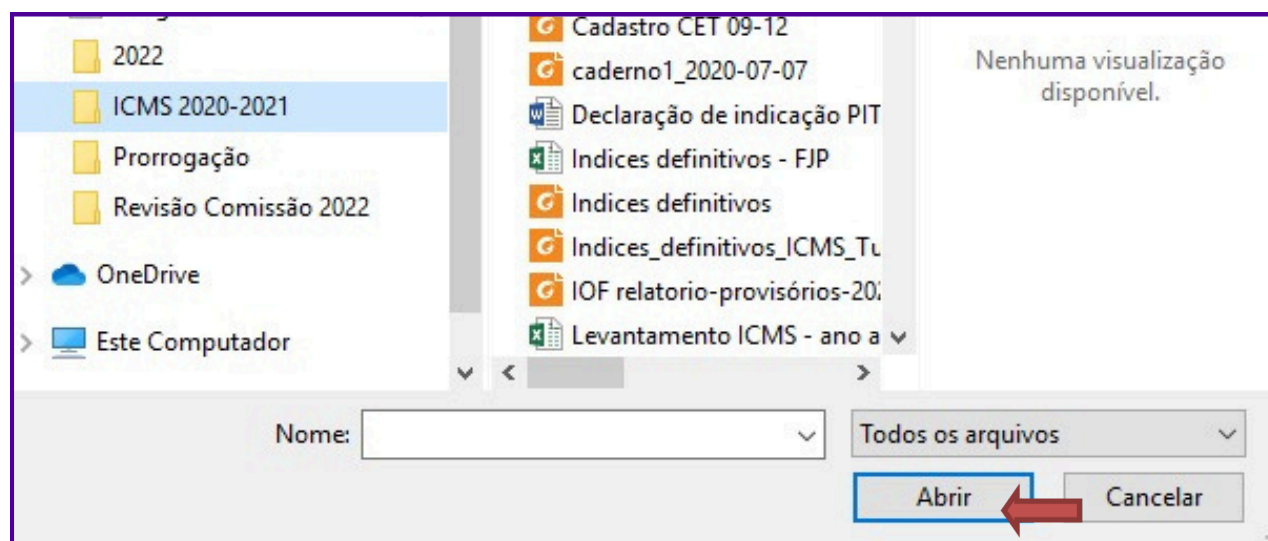 2022
ICMS 2020-2021
Prorrogação
Revisão Comissão 2022
OneDrive
Este Computador
Cadastro CET 09-12
caderno1_2020-07-07
Declaração de indicação PIT
Indices definitivos - FJP
Indices definitivos
Indices_definitivos_ICMS_Tu
IOF relatorio-provisórios-202
Levantamento ICMS - ano a
Nenhuma visualização
disponível.
Nome:
Todos os arquivos
Abrir
Cancelar